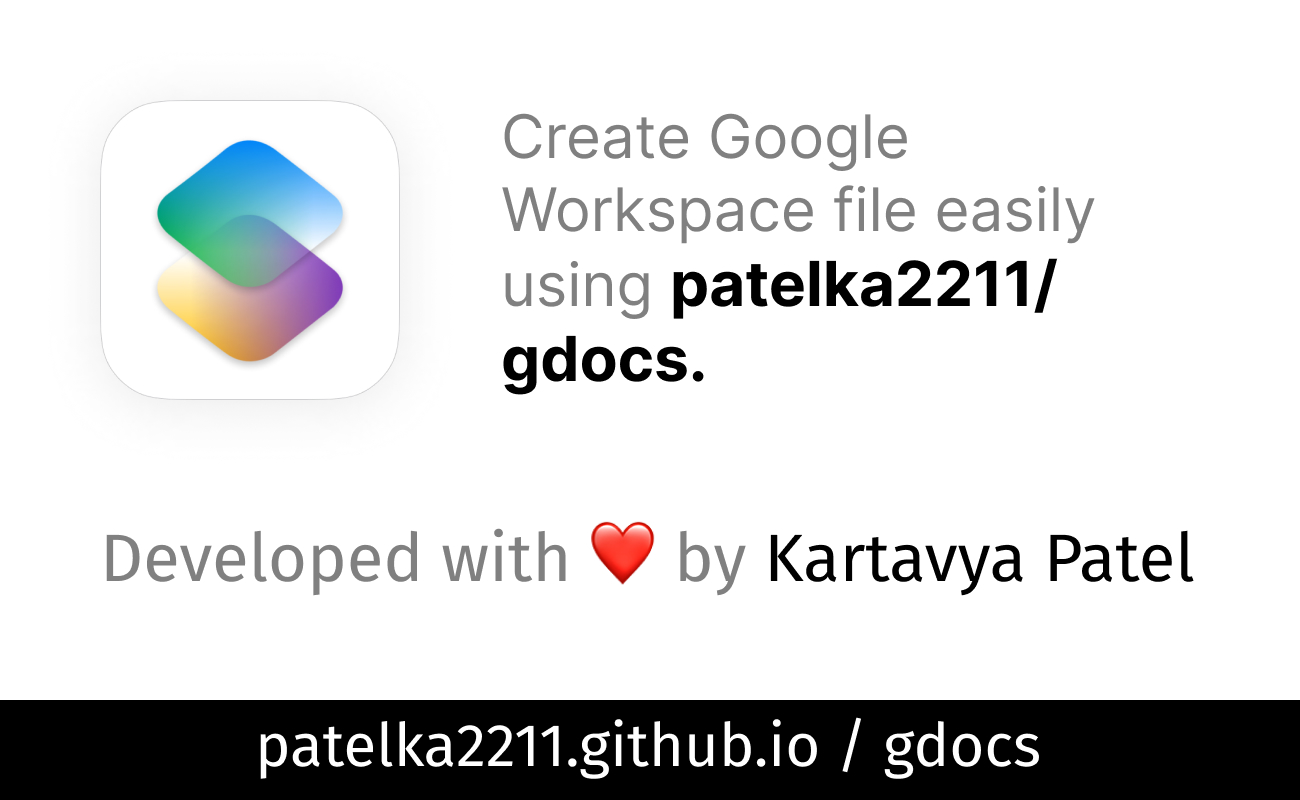 Create Google
Workspace file easily
using patelka2211/
gdocs.
Developed with ❤️ by Kartavya Patel
patelka2211.github.io / gdocs